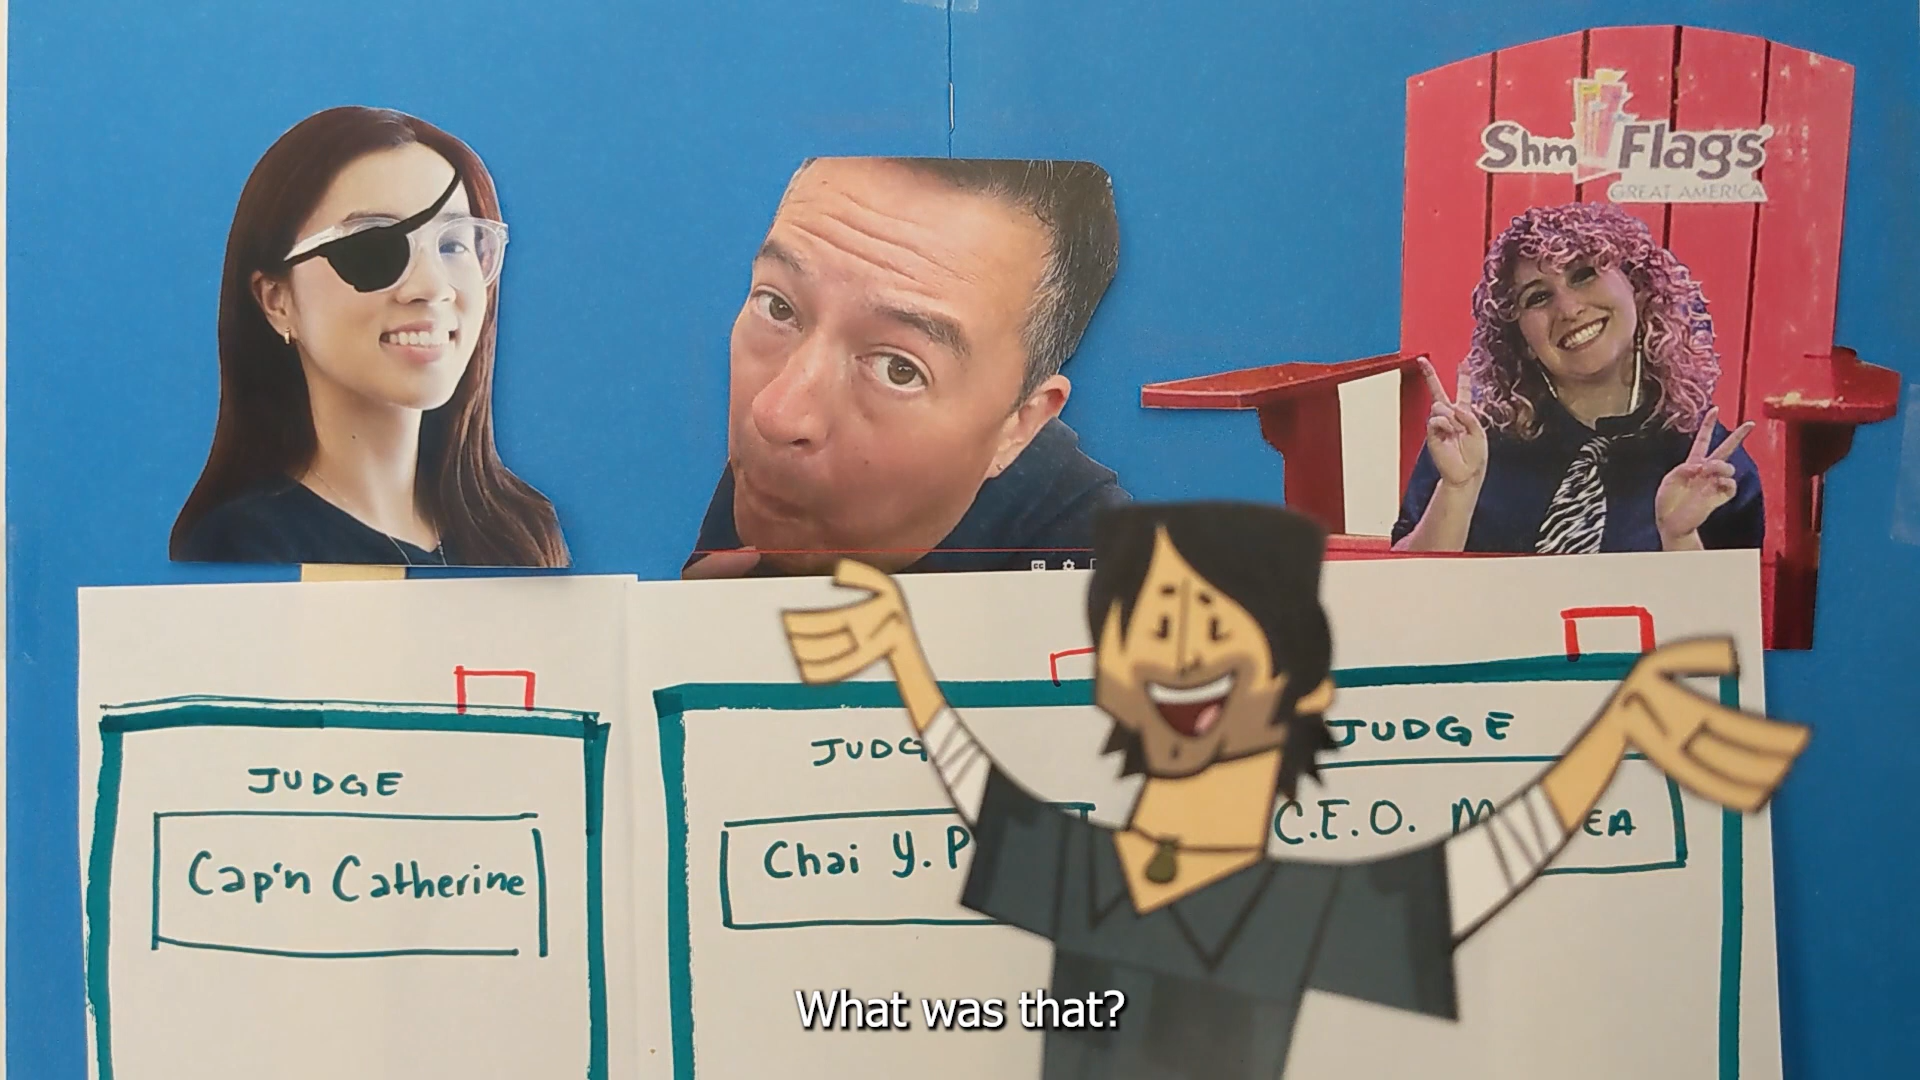 Shm Flags
GREAT AMERICA
JUDGE
Cap'n Catherine
JUDG
Chai Y. P
JUDGE
C.E.O. M EA
What was that?